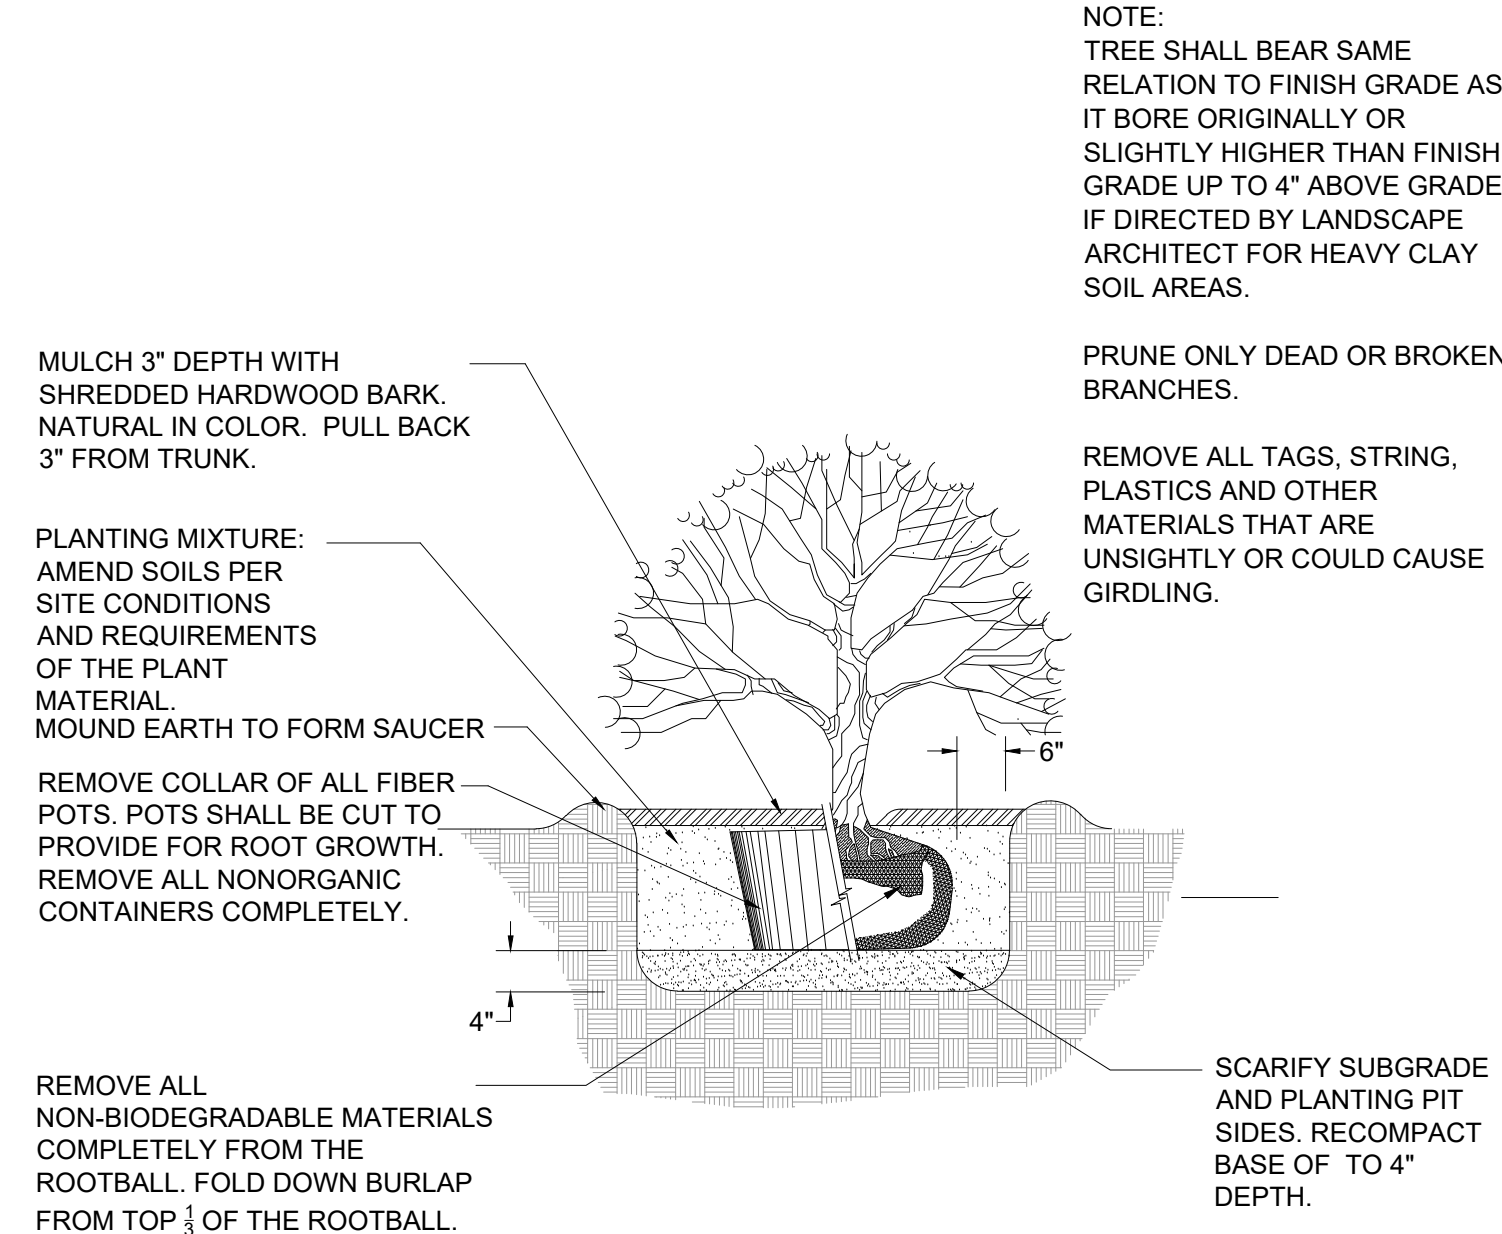 NOTE:
TREE SHALL BEAR SAME
RELATION TO FINISH GRADE AS
IT BORE ORIGINALLY OR
SLIGHTLY HIGHER THAN FINISH
GRADE UP TO 4" ABOVE GRADE
IF DIRECTED BY LANDSCAPE
ARCHITECT FOR HEAVY CLAY
SOIL AREAS.
PRUNE ONLY DEAD OR BROKEN
BRANCHES.
REMOVE ALL TAGS, STRING,
PLASTICS AND OTHER
MATERIALS THAT ARE
UNSIGHTLY OR COULD CAUSE
GIRDLING.
MULCH 3" DEPTH WITH
SHREDDED HARDWOOD BARK.
NATURAL IN COLOR. PULL BACK
3" FROM TRUNK.
PLANTING MIXTURE:
AMEND SOILS PER
SITE CONDITIONS
AND REQUIREMENTS
OF THE PLANT
MATERIAL.
MOUND EARTH TO FORM SAUCER
REMOVE COLLAR OF ALL FIBER
POTS. POTS SHALL BE CUT TO
PROVIDE FOR ROOT GROWTH.
REMOVE ALL NONORGANIC
CONTAINERS COMPLETELY.
6"
4"
REMOVE ALL
NON-BIODEGRADABLE MATERIALS
COMPLETELY FROM THE
ROOTBALL. FOLD DOWN BURLAP
FROM TOP 1/3 OF THE ROOTBALL.
SCARIFY SUBGRADE
AND PLANTING PIT
SIDES. RECOMPACT
BASE OF TO 4"
DEPTH.